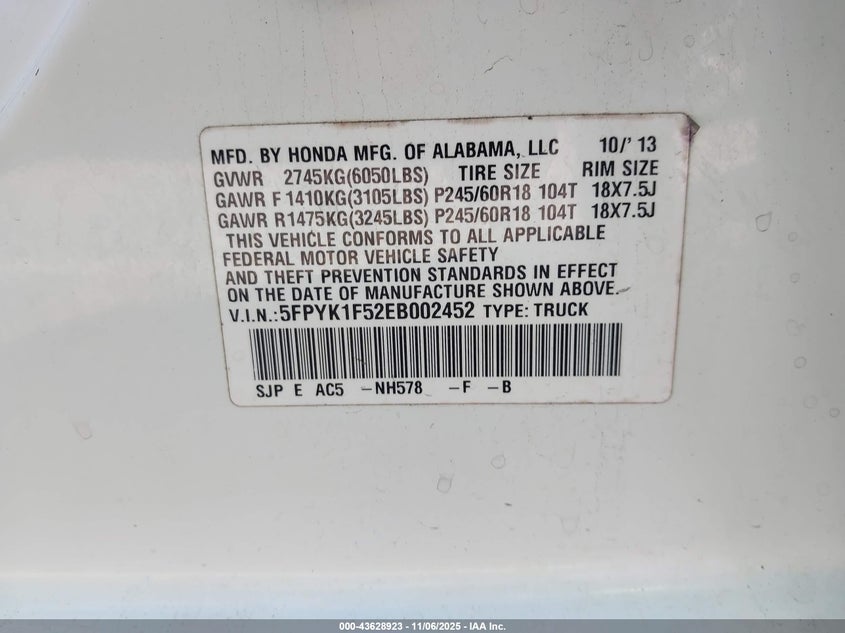 MFD. BY HONDA MFG. OF ALABAMA, LLC 10/' 13
GVWR 2745KG(6050LBS) TIRE SIZE RIM SIZE
GAWR F 1410KG(3105LBS) P245/60R18 104T 18X7.5J
GAWR R1475KG(3245LBS) P245/60R18 104T 18X7.5J
THIS VEHICLE CONFORMS TO ALL APPLICABLE
FEDERAL MOTOR VEHICLE SAFETY
AND THEFT PREVENTION STANDARDS IN EFFECT
ON THE DATE OF MANUFACTURE SHOWN ABOVE.
V.I.N.:5FPYK1F52EB002452 TYPE: TRUCK
SJP E AC5 -NH578 -F -B
000-43628923 - 11/06/2025 - IAA Inc.